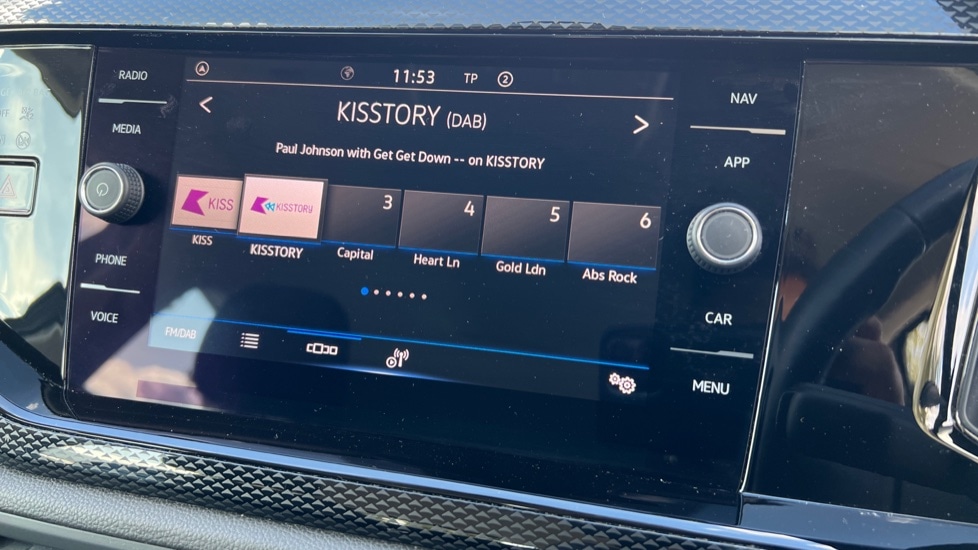 RADIO
MEDIA
PHONE
VOICE
11:53 TP 2
KISSTORY (DAB)
Paul Johnson with Get Get Down -- on KISSTORY
KISS
KISSTORY
3
4
5
6
KISS
KISSTORY
Capital
Heart Ln
Gold Ldn
Abs Rock
FM/DAB
NAV
APP
CAR
MENU